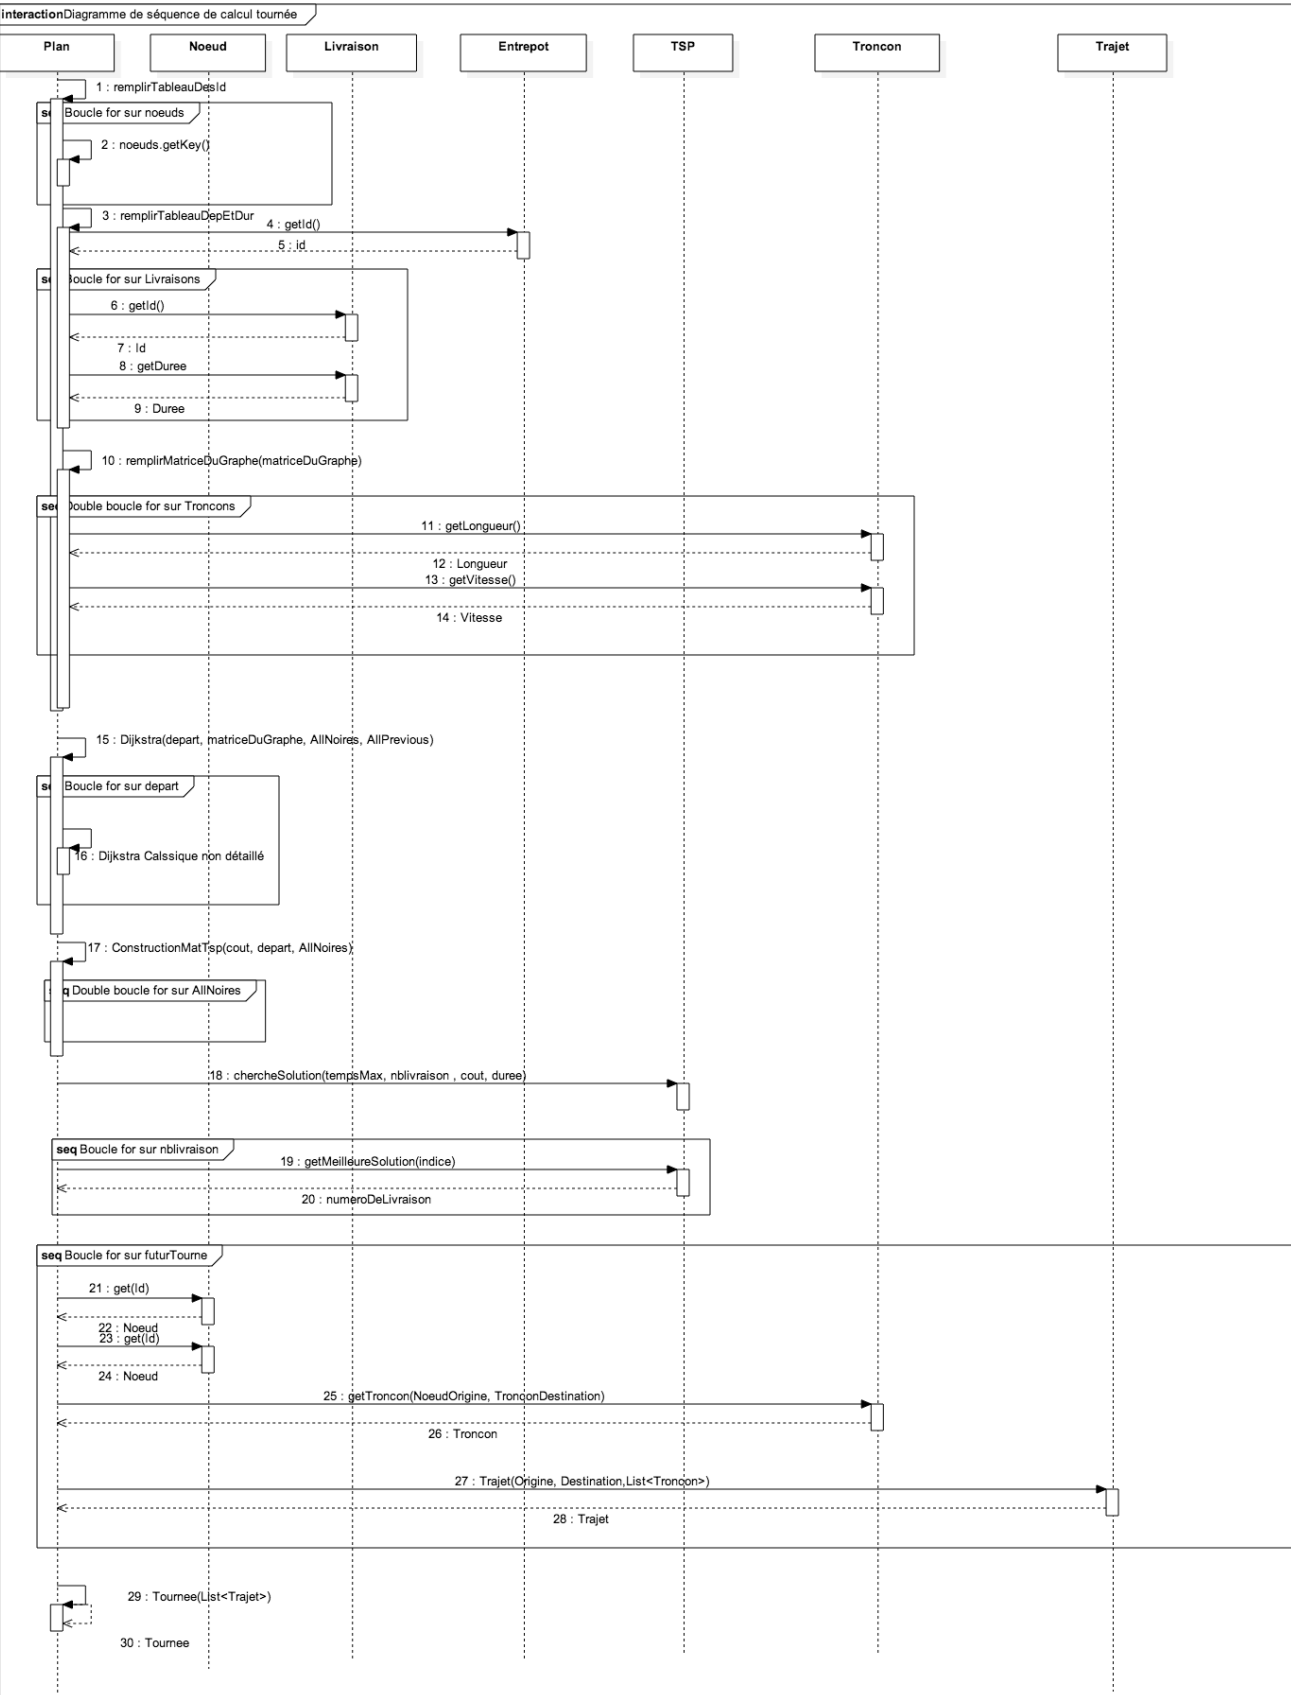 interaction Diagramme de séquence de calcul tournée
Plan
Noeud
Livraison
Entrepot
TSP
Troncon
Trajet
1 : remplirTableauDesId
seq Boucle for sur noeuds
2 : noeuds.getKey()
3 : remplirTableauDepEtDur
4 : getId()
5 : id
seq Boucle for sur Livraisons
6 : getId()
7 : Id
8 : getDuree
9 : Duree
10 : remplirMatriceDuGraphe(matriceDuGraphe)
seq Double boucle for sur Troncons
11 : getLongueur()
12 : Longueur
13 : getVitesse()
14 : Vitesse
15 : Dijkstra(depart, matriceDuGraphe, AllNoires, AllPrevious)
seq Boucle for sur depart
16 : Dijkstra Calssique non détaillé
17 : ConstructionMatTsp(cout, depart, AllNoires)
seq Double boucle for sur AllNoires
18 : chercheSolution(tempsMax, nblivraison , cout, duree)
seq Boucle for sur nblivraison
19 : getMeilleureSolution(indice)
20 : numeroDeLivraison
seq Boucle for sur futurTourne
21 : get(Id)
22 : Noeud
23 : get(Id)
24 : Noeud
25 : getTroncon(NoeudOrigine, TronconDestination)
26 : Troncon
27 : Trajet(Origine, Destination,List<Troncon>)
28 : Trajet
29 : Tournee(List<Trajet>)
30 : Tournee